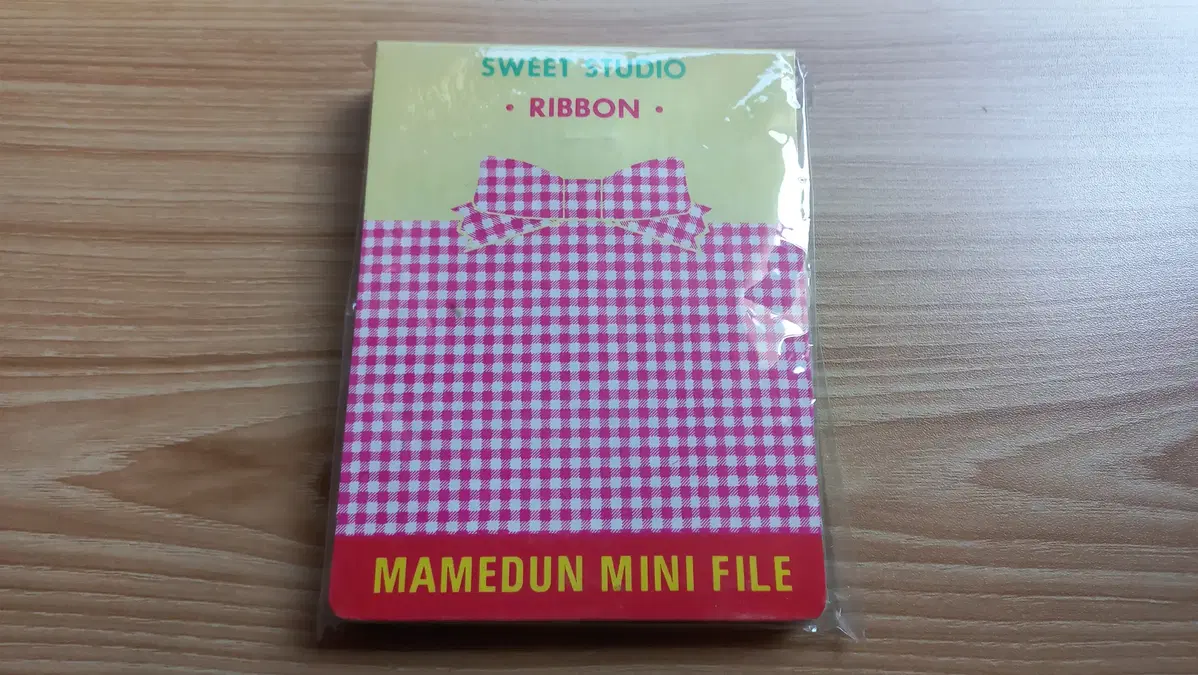 SWEET STUDIO
• RIBBON •
MAMEDUN MINI FILE